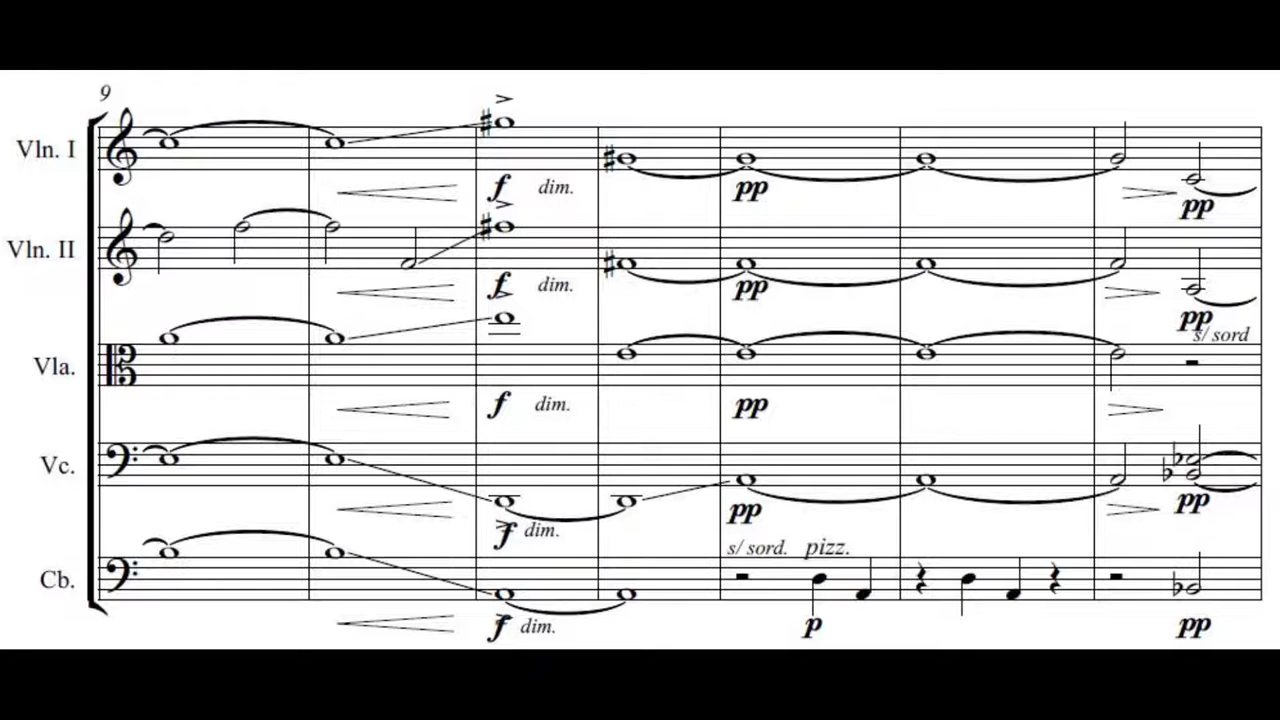 9
Vln. I
f dim. pp pp
Vln. II
f dim. pp pp
s/ sord
Vla.
f dim. pp
Vc.
f dim. pp pp
s/ sord. pizz.
Cb.
f dim. p pp